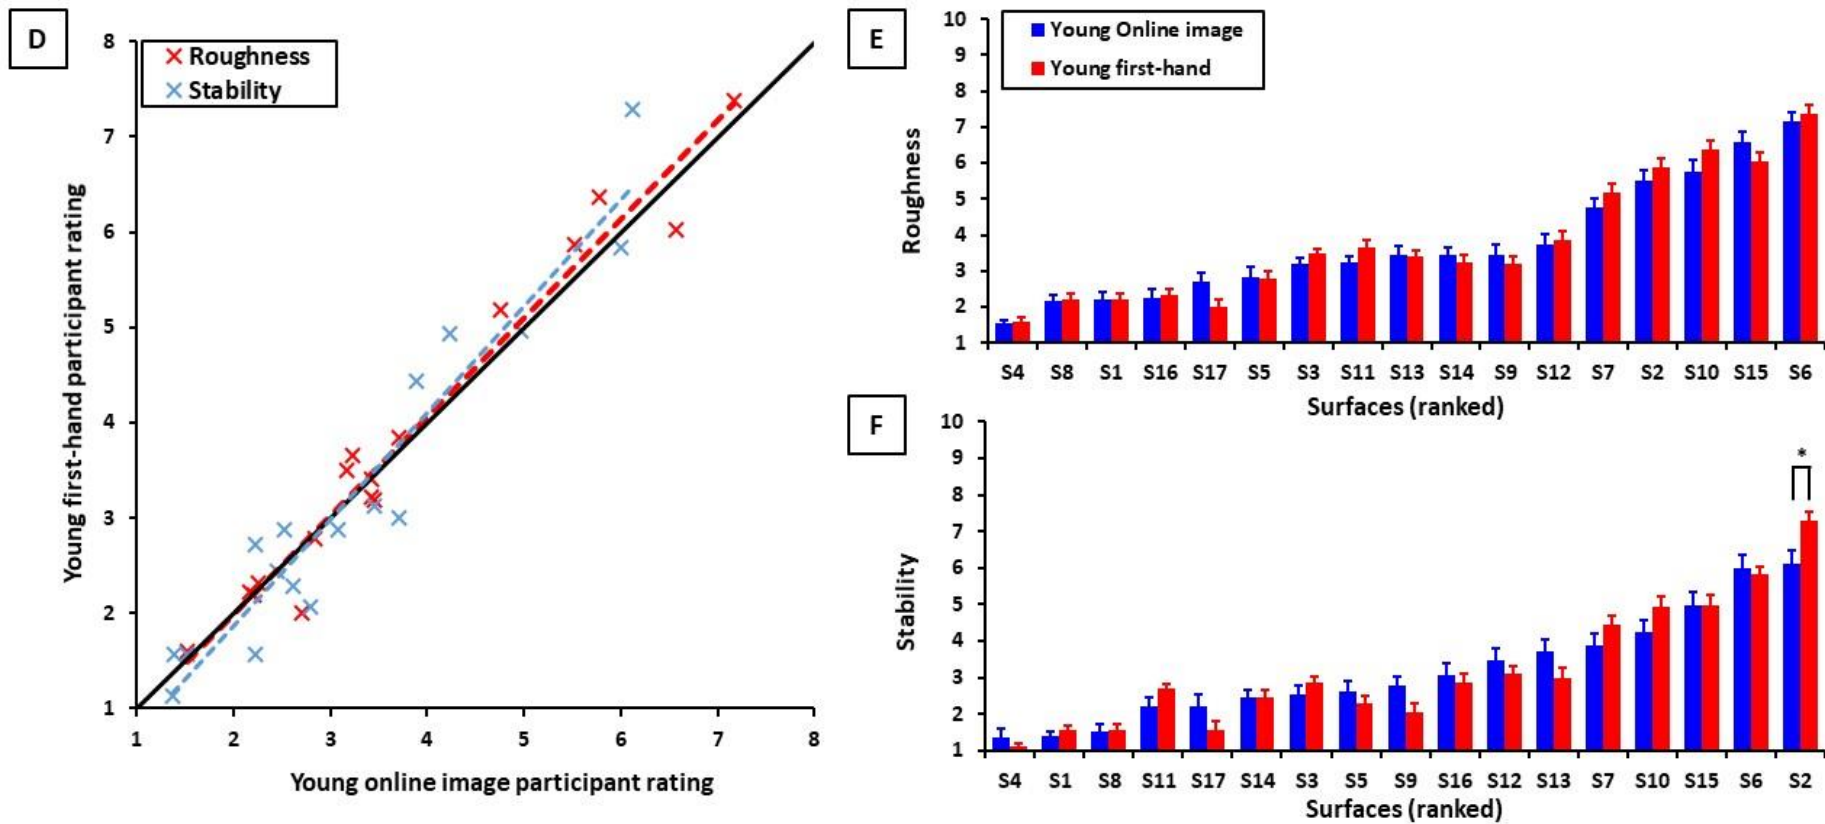 D
Roughness
Stability
8
7
6
5
4
3
2
1
1 2 3 4 5 6 7 8
Young first-hand participant rating
Young online image participant rating
E
Young Online image
Young first-hand
10
9
8
7
6
5
4
3
2
1
Roughness
S4 S8 S1 S16 S17 S5 S3 S11 S13 S14 S9 S12 S7 S2 S10 S15 S6
Surfaces (ranked)
F
10
9
8
7
6
5
4
3
2
1
*
Stability
S4 S1 S8 S11 S17 S14 S3 S5 S9 S16 S12 S13 S7 S10 S15 S6 S2
Surfaces (ranked)